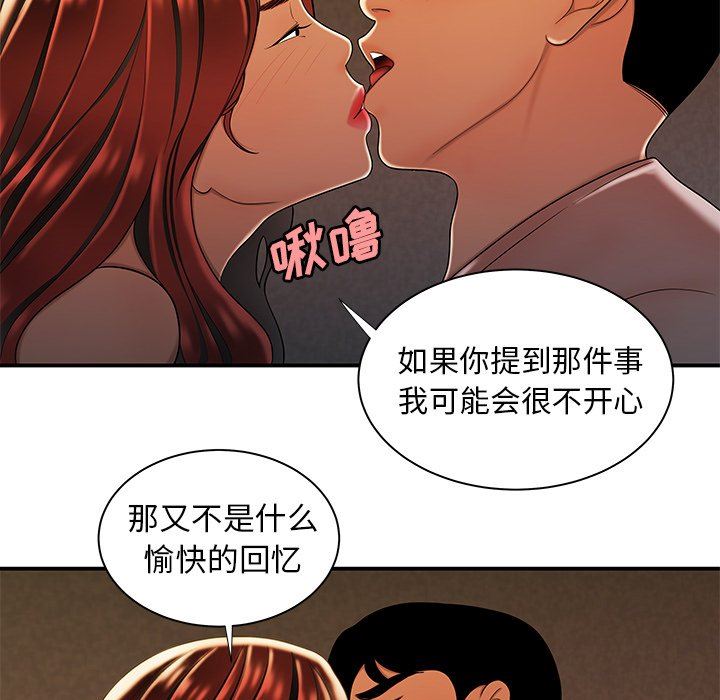 啾噜
如果你提到那件事
我可能会很不开心
那又不是什么
愉快的回忆